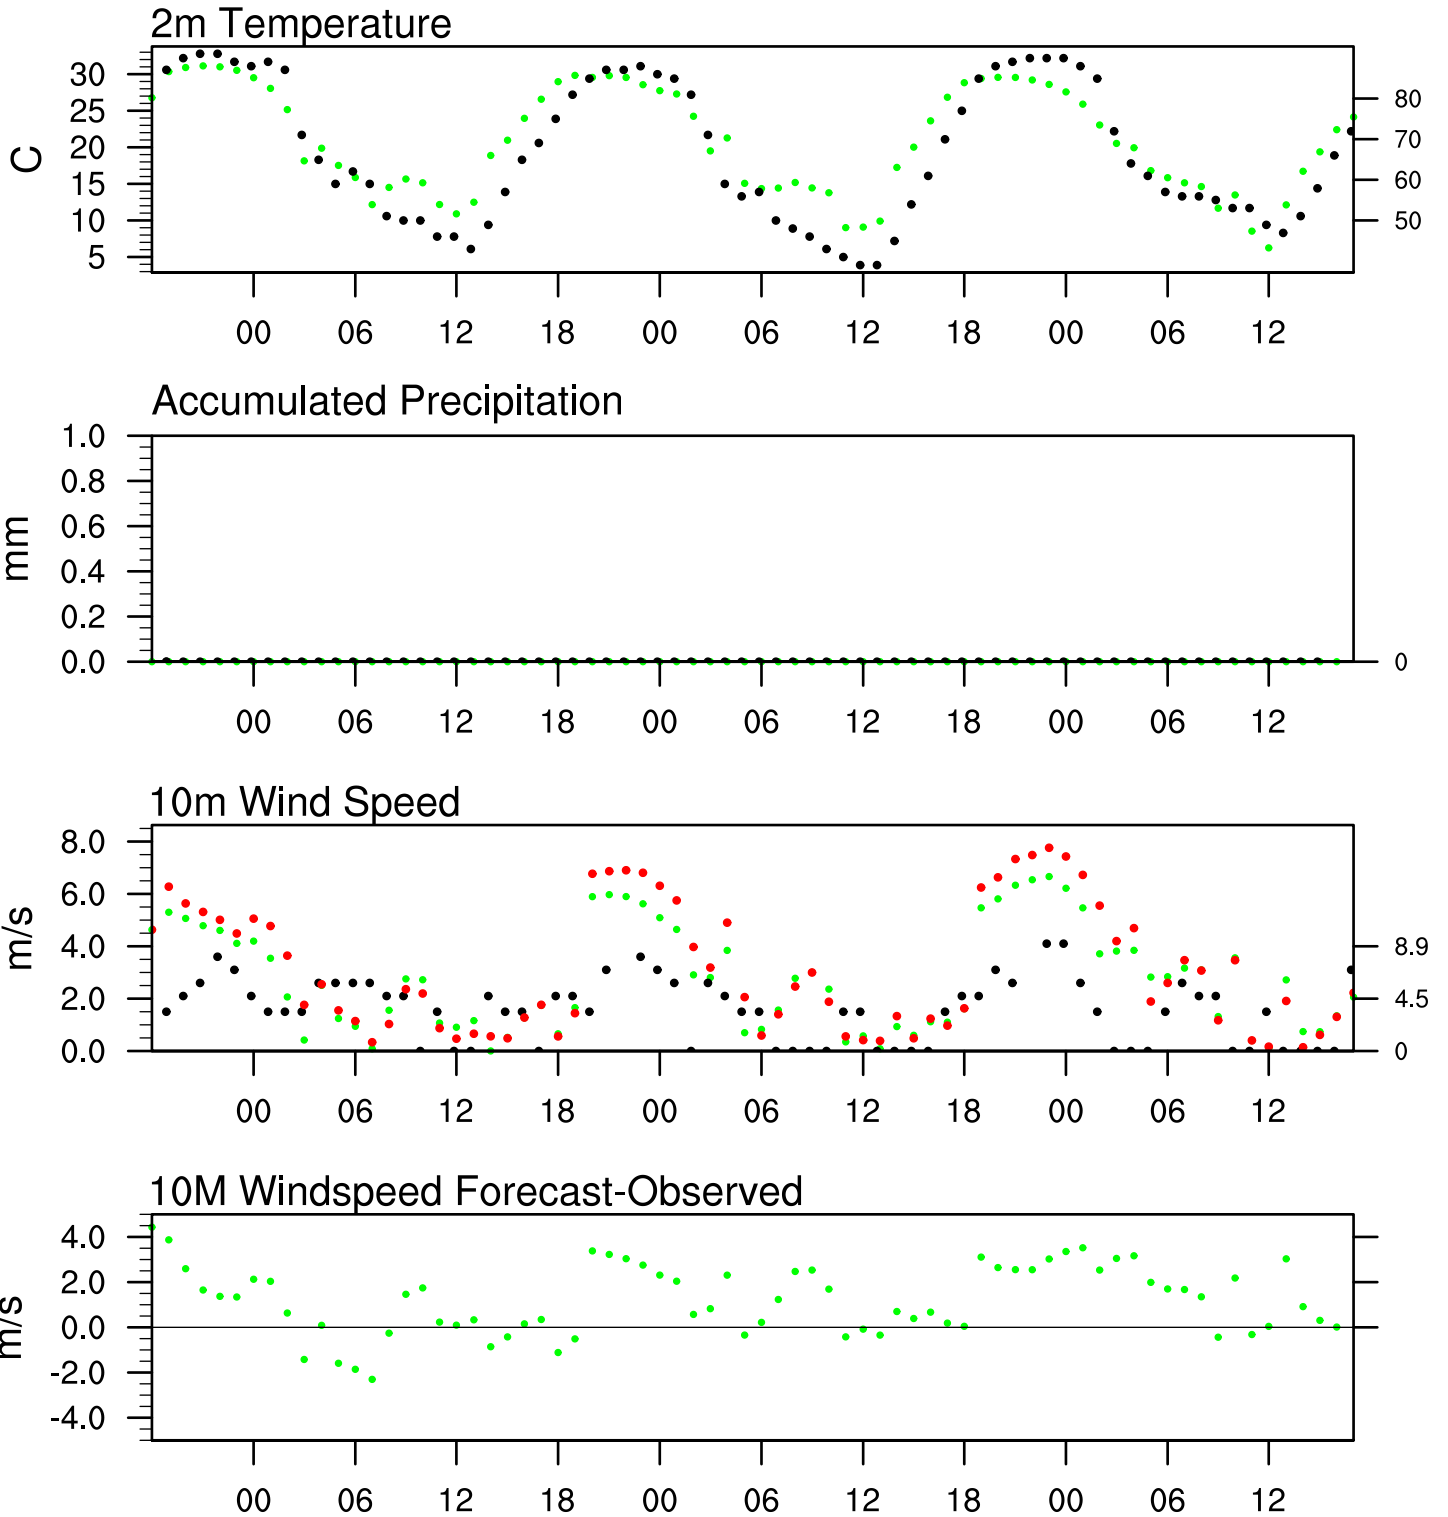 2m Temperature
30
25
20
15
10
5
C
80
70
60
50
00 06 12 18 00 06 12 18 00 06 12
Accumulated Precipitation
1.0
0.8
0.6
0.4
0.2
0.0
mm
0
00 06 12 18 00 06 12 18 00 06 12
10m Wind Speed
8.0
6.0
4.0
2.0
0.0
m/s
8.9
4.5
0
00 06 12 18 00 06 12 18 00 06 12
10M Windspeed Forecast-Observed
4.0
2.0
0.0
-2.0
-4.0
m/s
00 06 12 18 00 06 12 18 00 06 12